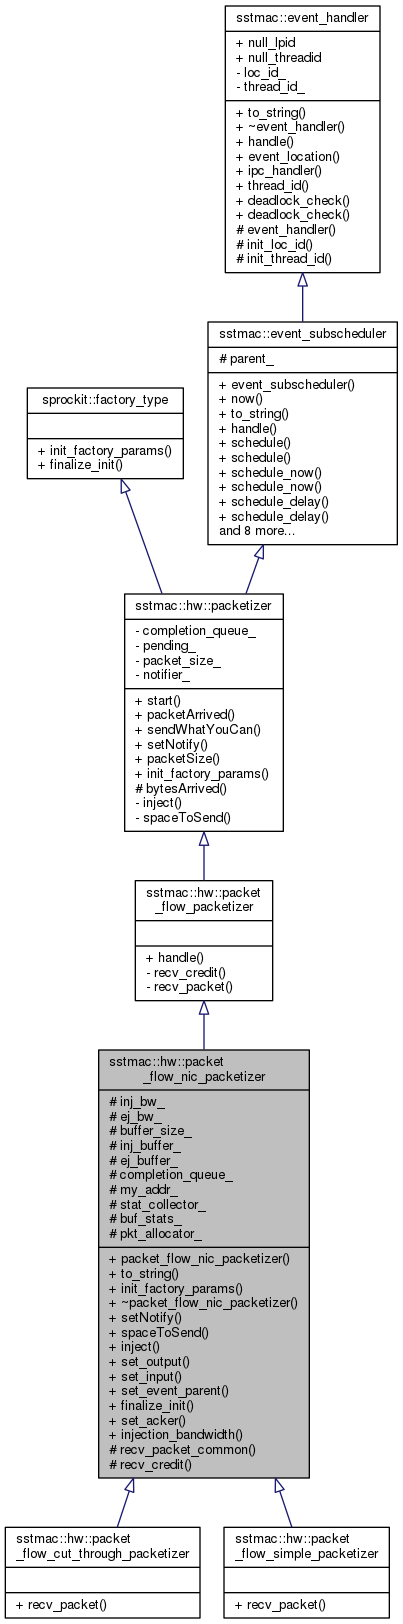 sstmac::event_handler
+ null_lpid
+ null_threadid
- loc_id_
- thread_id_
+ to_string()
+ ~event_handler()
+ handle()
+ event_location()
+ ipc_handler()
+ thread_id()
+ deadlock_check()
+ deadlock_check()
# event_handler()
# init_loc_id()
# init_thread_id()
sstmac::event_subscheduler
# parent_
+ event_subscheduler()
+ now()
+ to_string()
+ handle()
+ schedule()
+ schedule()
+ schedule_now()
+ schedule_now()
+ schedule_delay()
+ schedule_delay()
and 8 more...
sprockit::factory_type
+ init_factory_params()
+ finalize_init()
sstmac::hw::packetizer
- completion_queue_
- pending_
- packet_size_
- notifier_
+ start()
+ packetArrived()
+ sendWhatYouCan()
+ setNotify()
+ packetSize()
+ init_factory_params()
# bytesArrived()
- inject()
- spaceToSend()
sstmac::hw::packet
_flow_packetizer
+ handle()
- recv_credit()
- recv_packet()
sstmac::hw::packet
_flow_nic_packetizer
# inj_bw_
# ej_bw_
# buffer_size_
# inj_buffer_
# ej_buffer_
# completion_queue_
# my_addr_
# stat_collector_
# buf_stats_
# pkt_allocator_
+ packet_flow_nic_packetizer()
+ to_string()
+ init_factory_params()
+ ~packet_flow_nic_packetizer()
+ setNotify()
+ spaceToSend()
+ inject()
+ set_output()
+ set_input()
+ set_event_parent()
+ finalize_init()
+ set_acker()
+ injection_bandwidth()
# recv_packet_common()
# recv_credit()
sstmac::hw::packet
_flow_cut_through_packetizer
+ recv_packet()
sstmac::hw::packet
_flow_simple_packetizer
+ recv_packet()